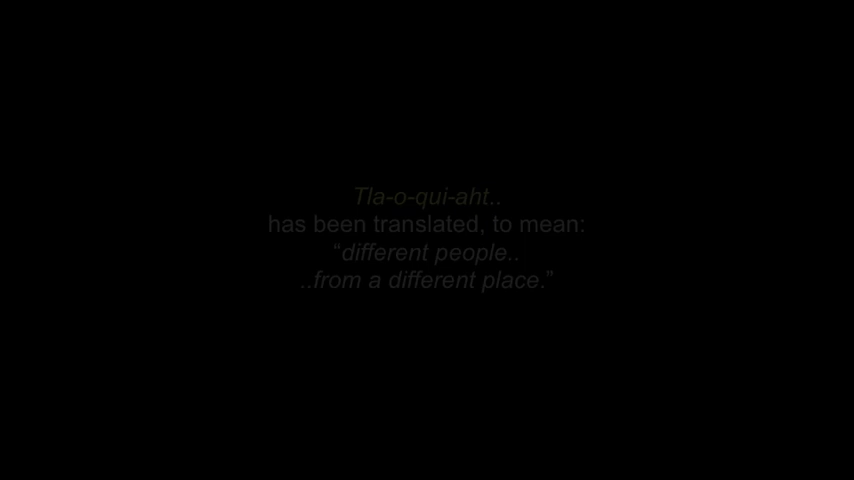 Tla-o-qui-aht..
has been translated, to mean:
“different people..
..from a different place.”